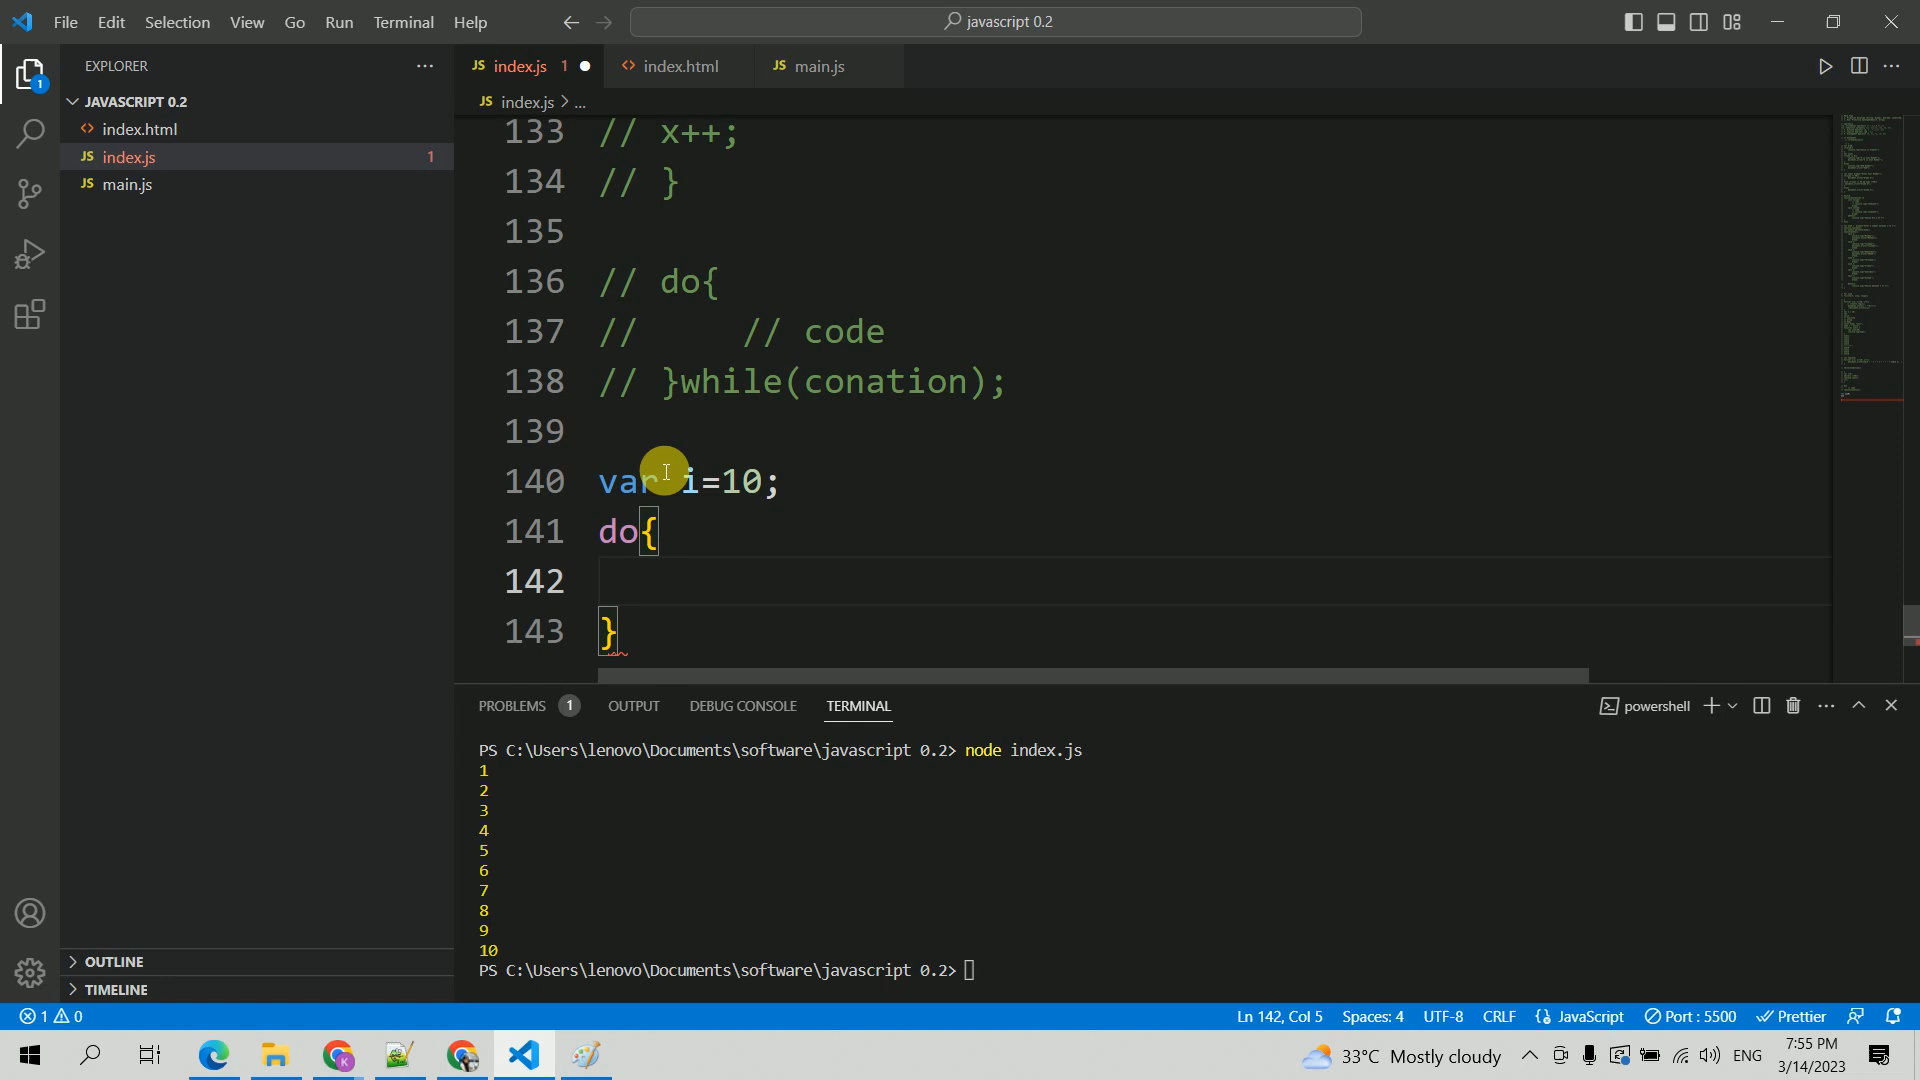 File Edit Selection View Go Run Terminal Help
javascript 0.2
EXPLORER
JAVASCRIPT 0.2
index.html
JS index.js 1
JS main.js
OUTLINE
TIMELINE
JS index.js 1
index.html
JS main.js
JS index.js > ...
133 // x++;
134 // }
135
136 // do{
137 // // code
138 // }while(conation);
139
140 var i=10;
141 do{
142
143 }
PROBLEMS 1 OUTPUT DEBUG CONSOLE TERMINAL
powershell
PS C:\Users\lenovo\Documents\software\javascript 0.2> node index.js
1
2
3
4
5
6
7
8
9
10
PS C:\Users\lenovo\Documents\software\javascript 0.2>
1 0
Ln 142, Col 5 Spaces: 4 UTF-8 CRLF JavaScript Port : 5500 Prettier
33°C Mostly cloudy
ENG
7:55 PM
3/14/2023